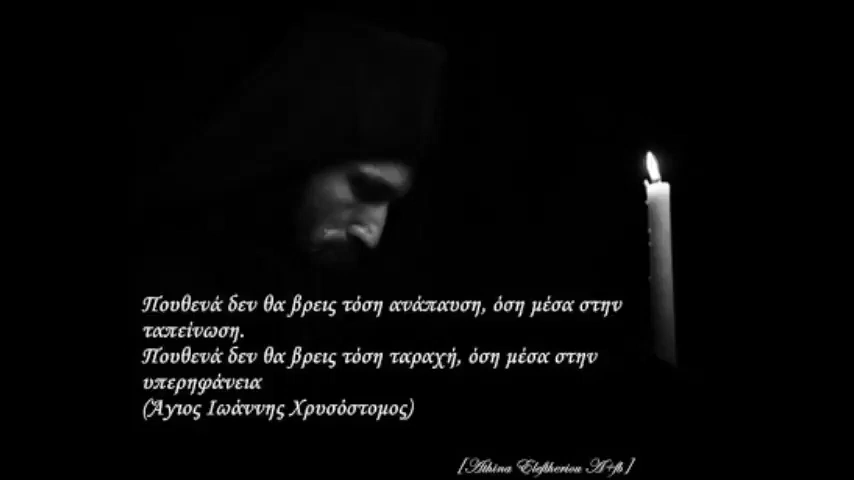 Πουθενά δεν θα βρεις τόση ανάπαυση, όση μέσα στην
ταπείνωση.
Πουθενά δεν θα βρεις τόση ταραχή, όση μέσα στην
υπερηφάνεια
(Άγιος Ιωάννης Χρυσόστομος)
[Athina Eleftheriou